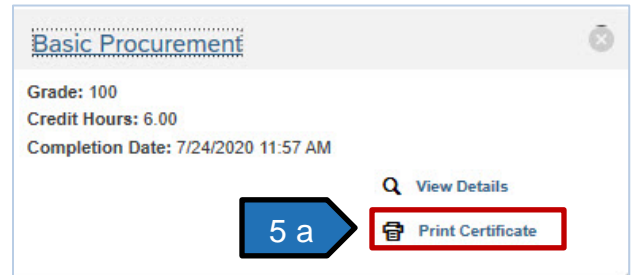 Basic Procurement
Grade: 100
Credit Hours: 6.00
Completion Date: 7/24/2020 11:57 AM
View Details
5 a
Print Certificate